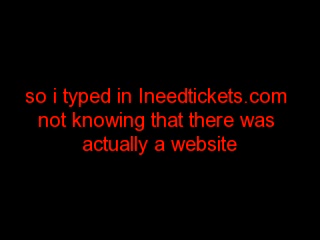 so i typed in Ineedtickets.com
not knowing that there was
actually a website